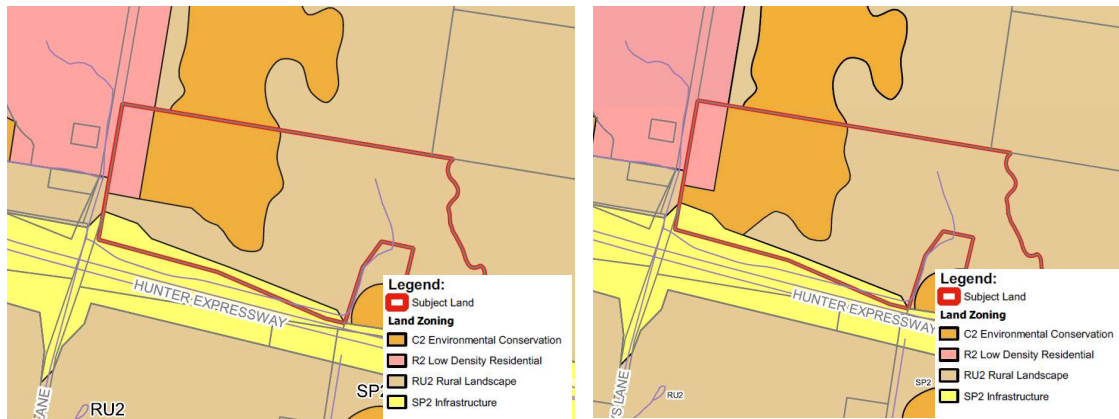 HUNTER EXPRESSWAY
LANE
RU2
SP2
Legend:
Subject Land
Land Zoning
C2 Environmental Conservation
R2 Low Density Residential
RU2 Rural Landscape
SP2 Infrastructure
HUNTER EXPRESSWAY
YS LANE
RU2
SP2
Legend:
Subject Land
Land Zoning
C2 Environmental Conservation
R2 Low Density Residential
RU2 Rural Landscape
SP2 Infrastructure